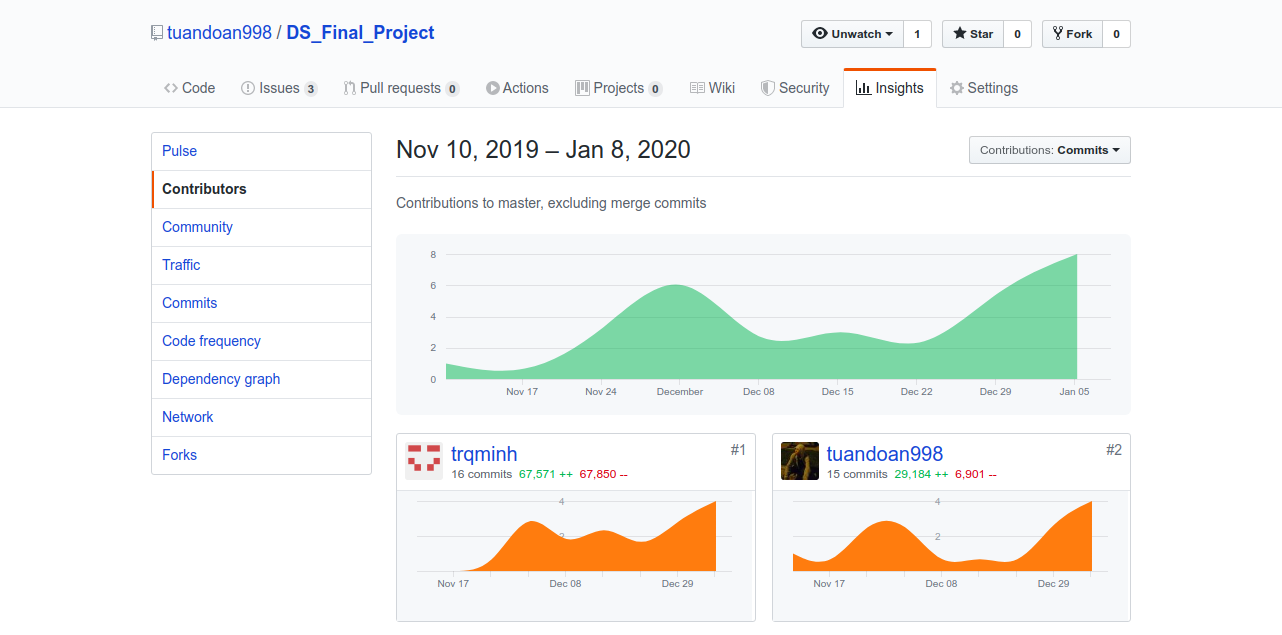 tuandoan998 / DS_Final_Project
Unwatch 1 Star 0 Fork 0
Code Issues 3 Pull requests 0 Actions Projects 0 Wiki Security Insights Settings
Pulse
Contributors
Community
Traffic
Commits
Code frequency
Dependency graph
Network
Forks
Nov 10, 2019 – Jan 8, 2020
Contributions: Commits
Contributions to master, excluding merge commits
8
6
4
2
0
Nov 17 Nov 24 December Dec 08 Dec 15 Dec 22 Dec 29 Jan 05
trqminh #1
16 commits 67,571 ++ 67,850 --
4
2
Nov 17 Dec 08 Dec 29
tuandoan998 #2
15 commits 29,184 ++ 6,901 --
4
2
Nov 17 Dec 08 Dec 29